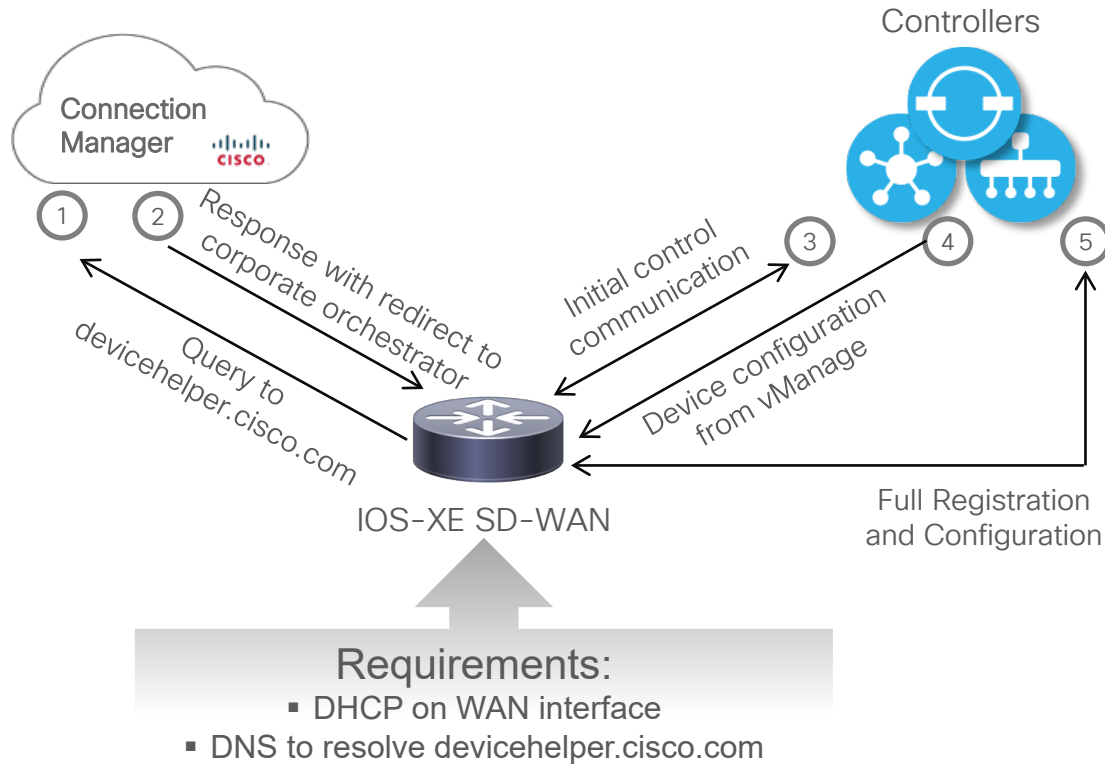 Controllers
Connection
Manager
CISCO
1
2
3
4
5
Response with redirect to
corporate orchestrator
Query to
devicehelper.cisco.com
Initial control
communication
Device configuration
from vManage
IOS-XE SD-WAN
Full Registration
and Configuration
Requirements:
▪ DHCP on WAN interface
▪ DNS to resolve devicehelper.cisco.com